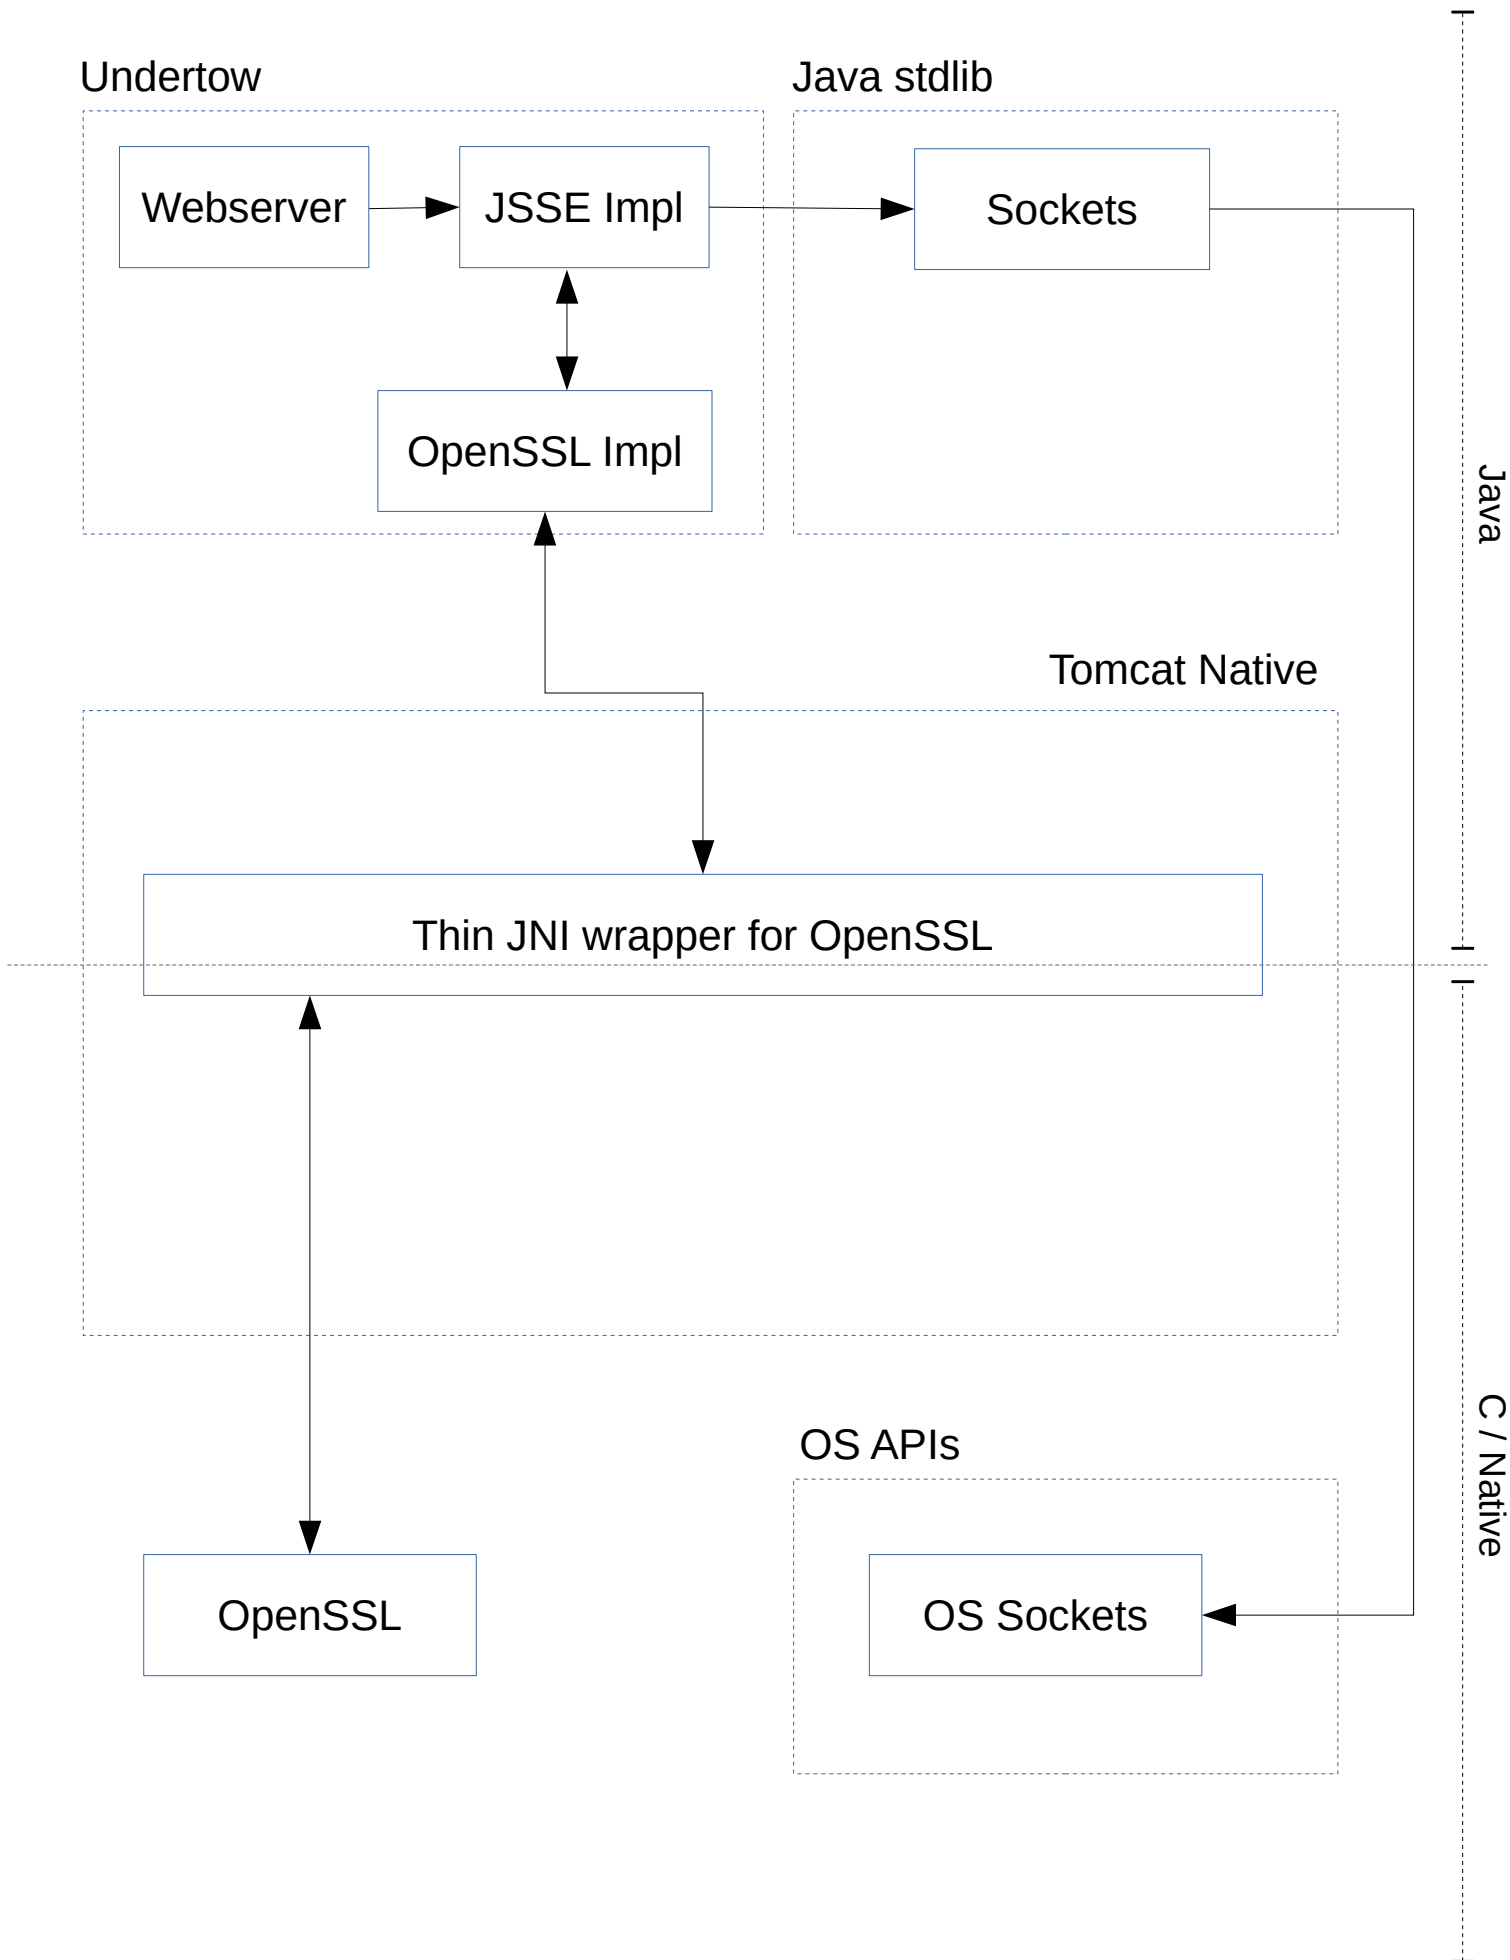 Undertow
Java stdlib
Webserver
JSSE Impl
Sockets
OpenSSL Impl
Java
Tomcat Native
Thin JNI wrapper for OpenSSL
C / Native
OS APIs
OpenSSL
OS Sockets